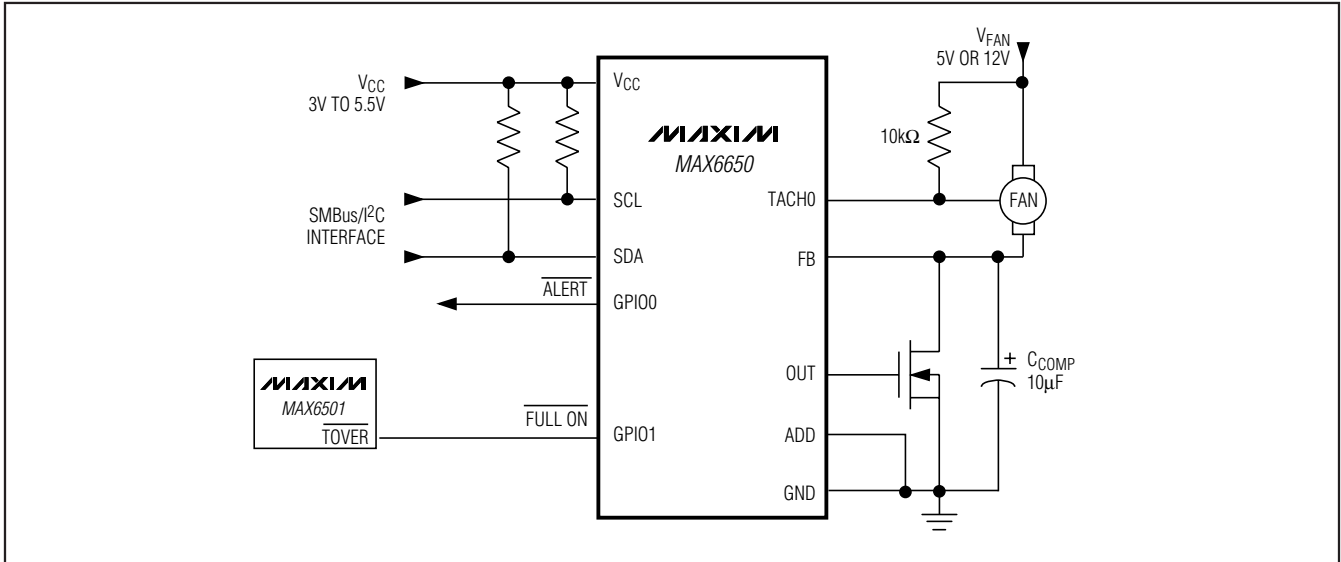 VCC
3V TO 5.5V
SMBus/I2C
INTERFACE
ALERT
MAXIM
MAX6501
TOVER
FULL ON
VCC
MAXIM
MAX6650
SCL
SDA
GPIO0
GPIO1
TACH0
FB
OUT
ADD
GND
VFAN
5V OR 12V
10kΩ
FAN
+
CCOMP
10µF